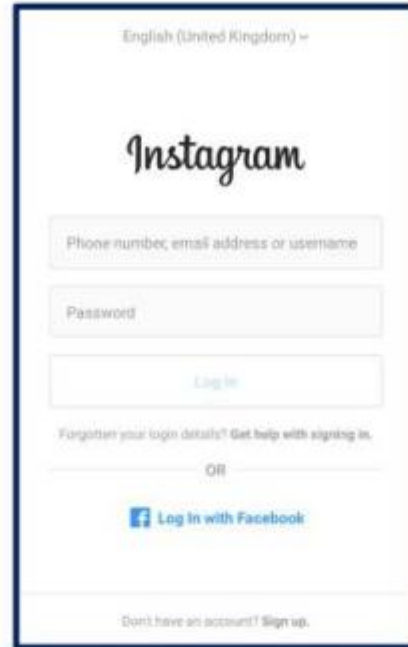 English (United Kingdom)
Instagram
Phone number, email address or username
Password
Log In
Forgotten your login details? Get help with signing in.
OR
f Log In with Facebook
Don't have an account? Sign up.